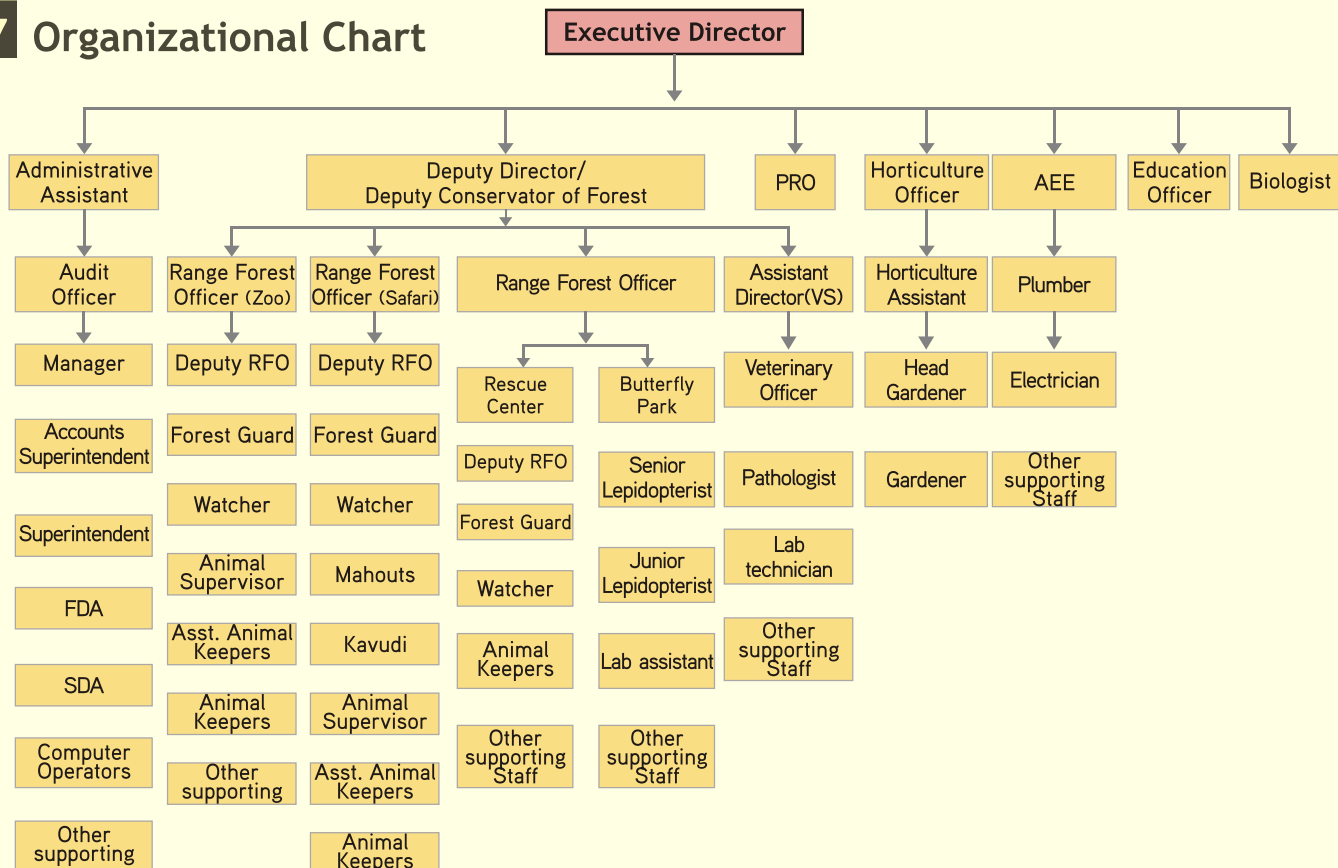 7
Organizational Chart
Executive Director
Administrative
Assistant
Deputy Director/
Deputy Conservator of Forest
PRO
Horticulture
Officer
AEE
Education
Officer
Biologist
Audit
Officer
Range Forest
Officer (Zoo)
Range Forest
Officer (Safari)
Range Forest Officer
Assistant
Director(VS)
Horticulture
Assistant
Plumber
Manager
Deputy RFO
Deputy RFO
Rescue
Center
Butterfly
Park
Veterinary
Officer
Head
Gardener
Electrician
Accounts
Superintendent
Forest Guard
Forest Guard
Deputy RFO
Senior
Lepidopterist
Pathologist
Gardener
Other
supporting
Staff
Superintendent
Watcher
Watcher
Forest Guard
Junior
Lepidopterist
Lab
technician
FDA
Animal
Supervisor
Mahouts
Watcher
Lab assistant
Other
supporting
Staff
SDA
Asst. Animal
Keepers
Kavudi
Animal
Keepers
Other
supporting
Staff
Computer
Operators
Animal
Keepers
Animal
Supervisor
Other
supporting
Staff
Other
supporting
Other
supporting
Asst. Animal
Keepers
Animal
Keepers